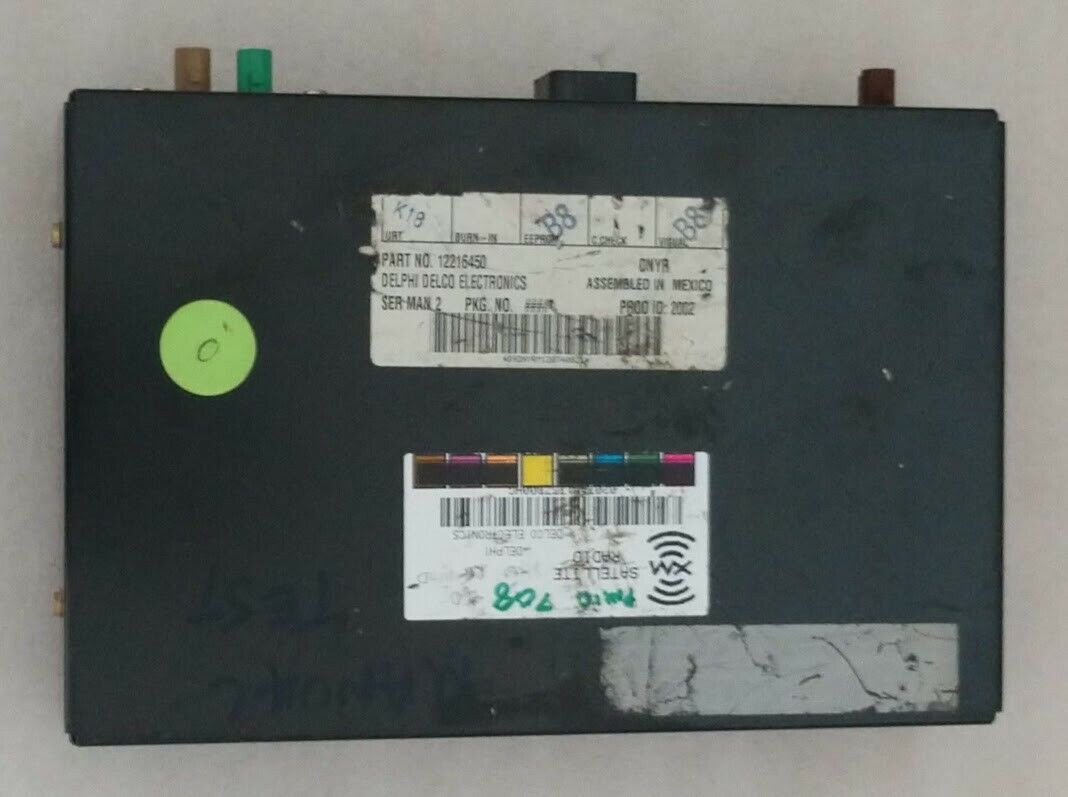 K18 B8 B8
URT BURN-IN EEPROM C.CHECK VISUAL
PART NO. 12216450 DNYR
DELPHI DELCO ELECTRONICS ASSEMBLED IN MEXICO
SER-MAN 2 PKG. NO. #### PROD ID: 2002
0
DELCO ELECTRONICS
DELPHI
XM SATELLITE
RADIO
708
TEST